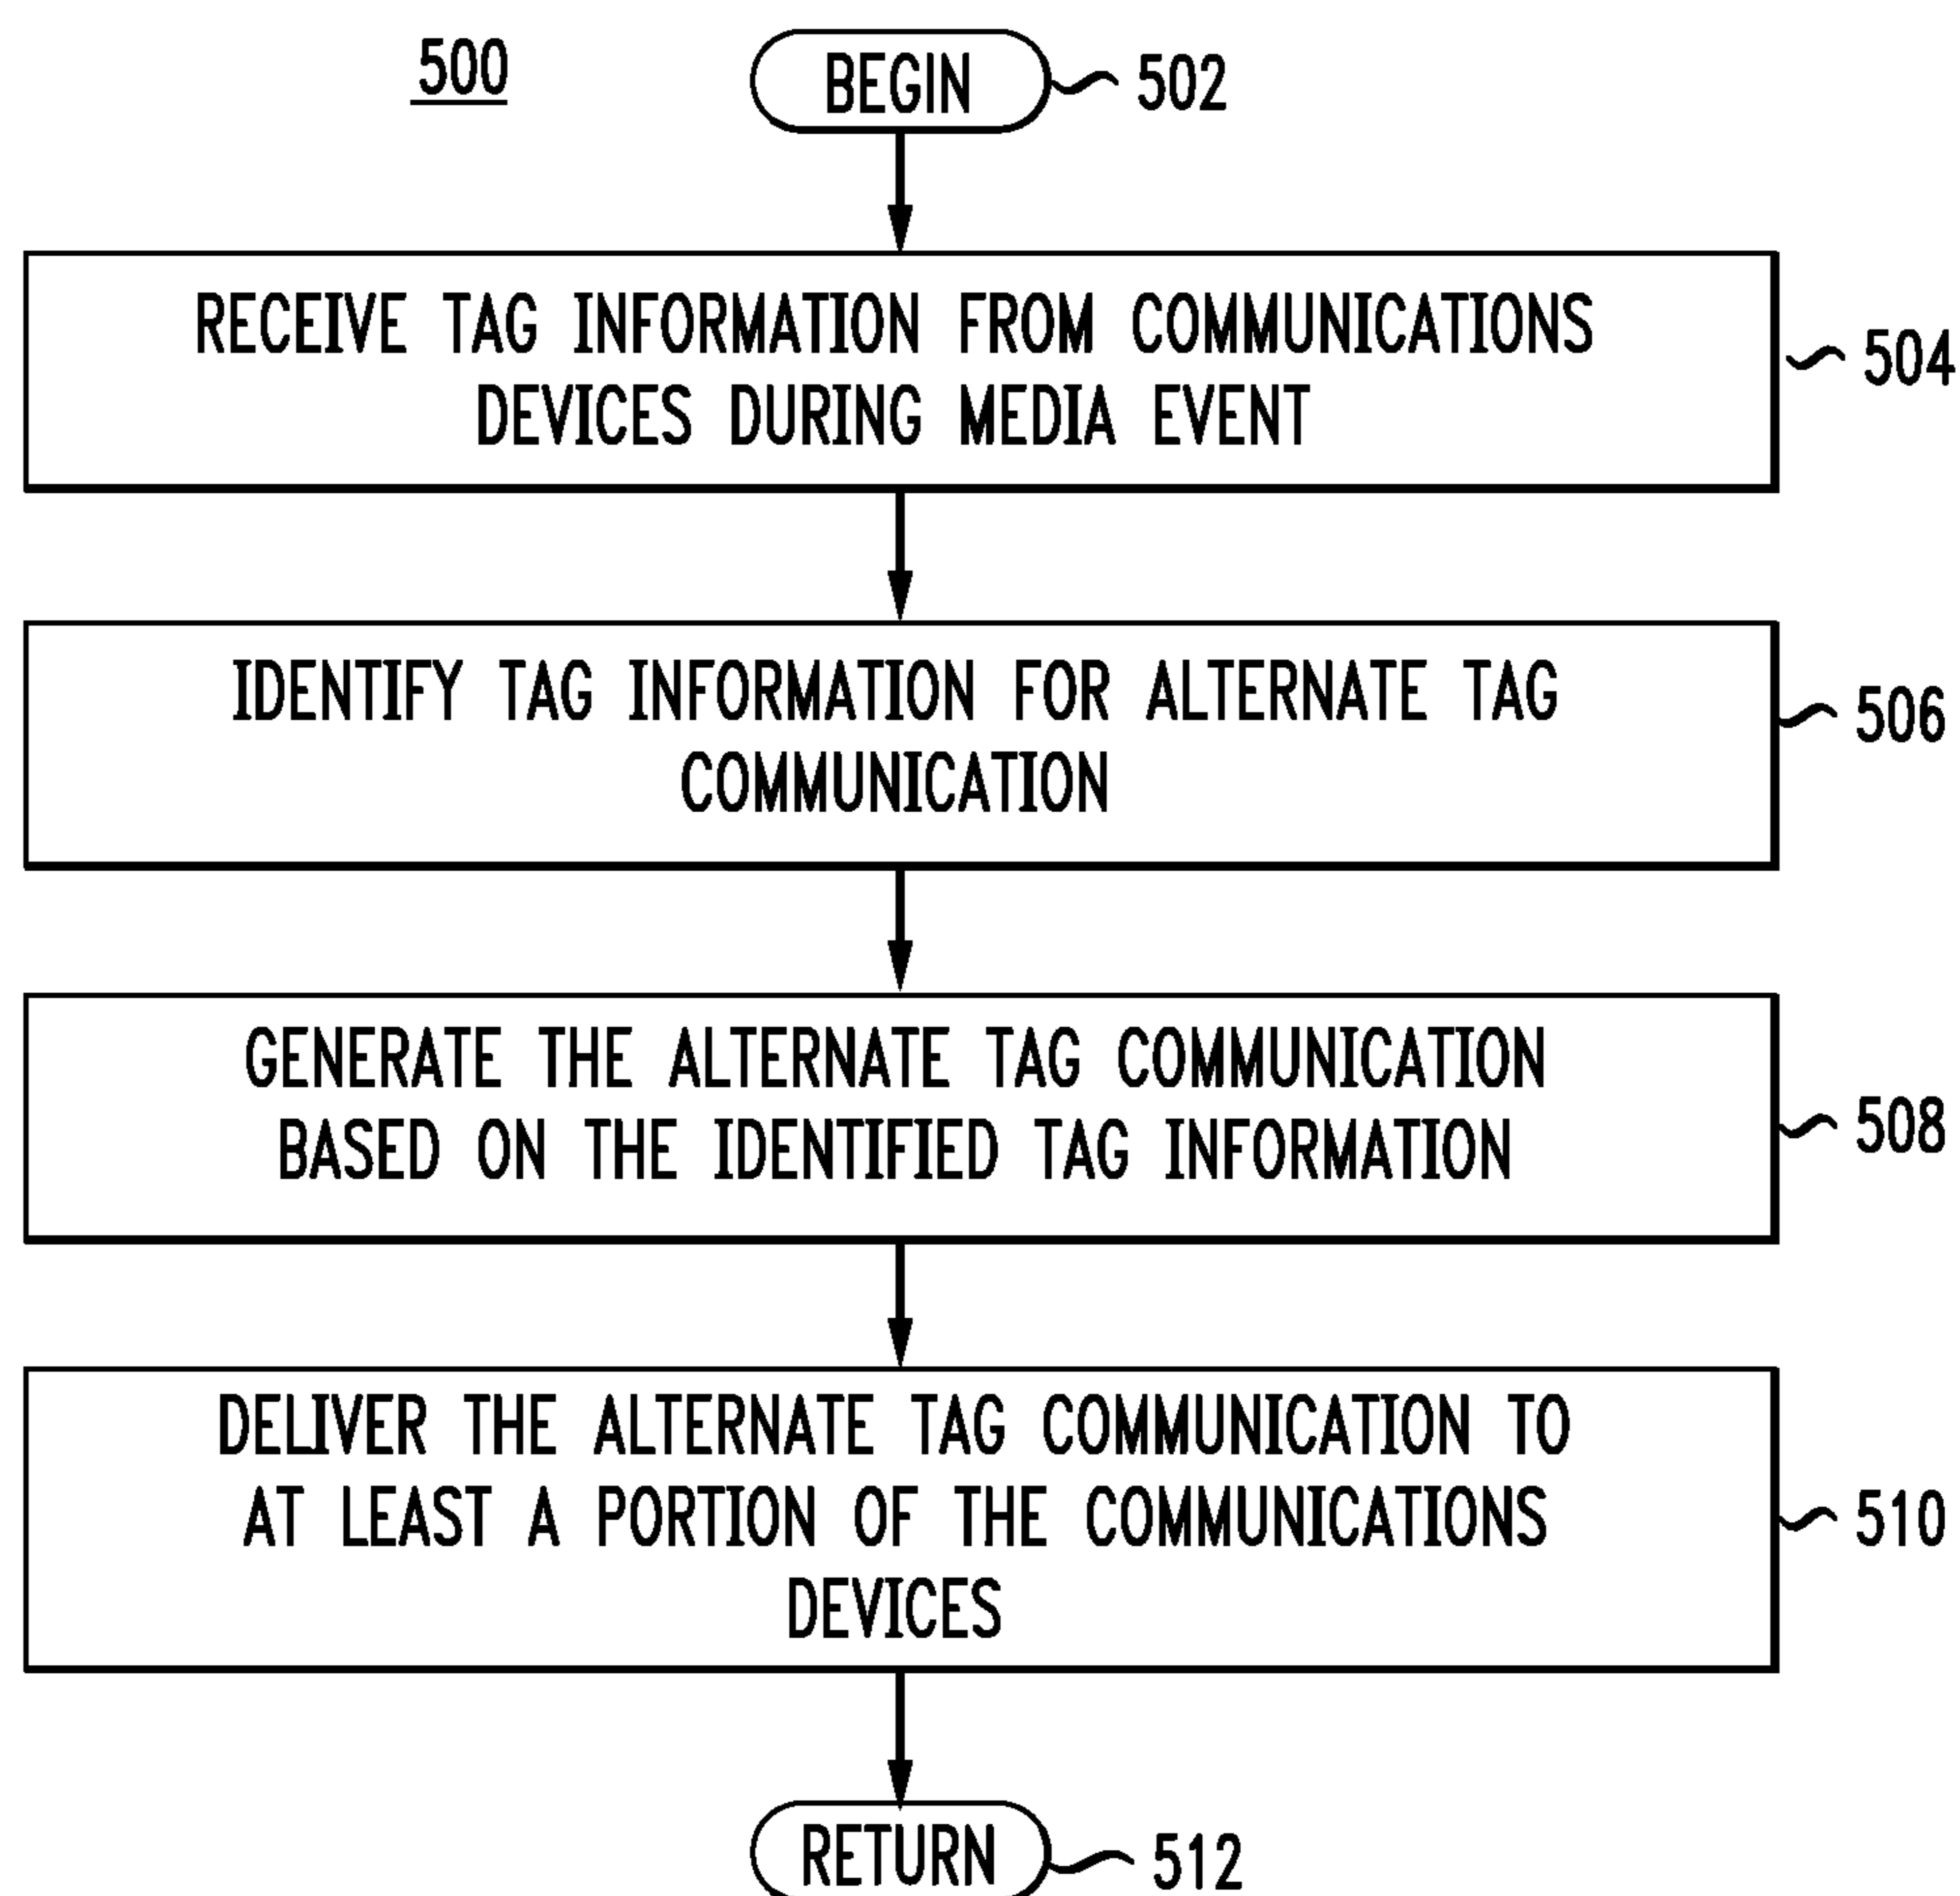 500
BEGIN
502
RECEIVE TAG INFORMATION FROM COMMUNICATIONS
DEVICES DURING MEDIA EVENT
504
IDENTIFY TAG INFORMATION FOR ALTERNATE TAG
COMMUNICATION
506
GENERATE THE ALTERNATE TAG COMMUNICATION
BASED ON THE IDENTIFIED TAG INFORMATION
508
DELIVER THE ALTERNATE TAG COMMUNICATION TO
AT LEAST A PORTION OF THE COMMUNICATIONS
DEVICES
510
RETURN
512